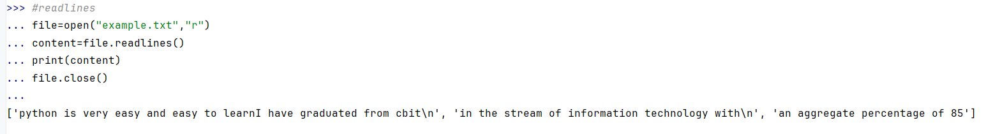 >>> #readlines
... file=open("example.txt","r")
... content=file.readlines()
... print(content)
... file.close()
...
['python is very easy and easy to learnI have graduated from cbit\n', 'in the stream of information technology with\n', 'an aggregate percentage of 85']